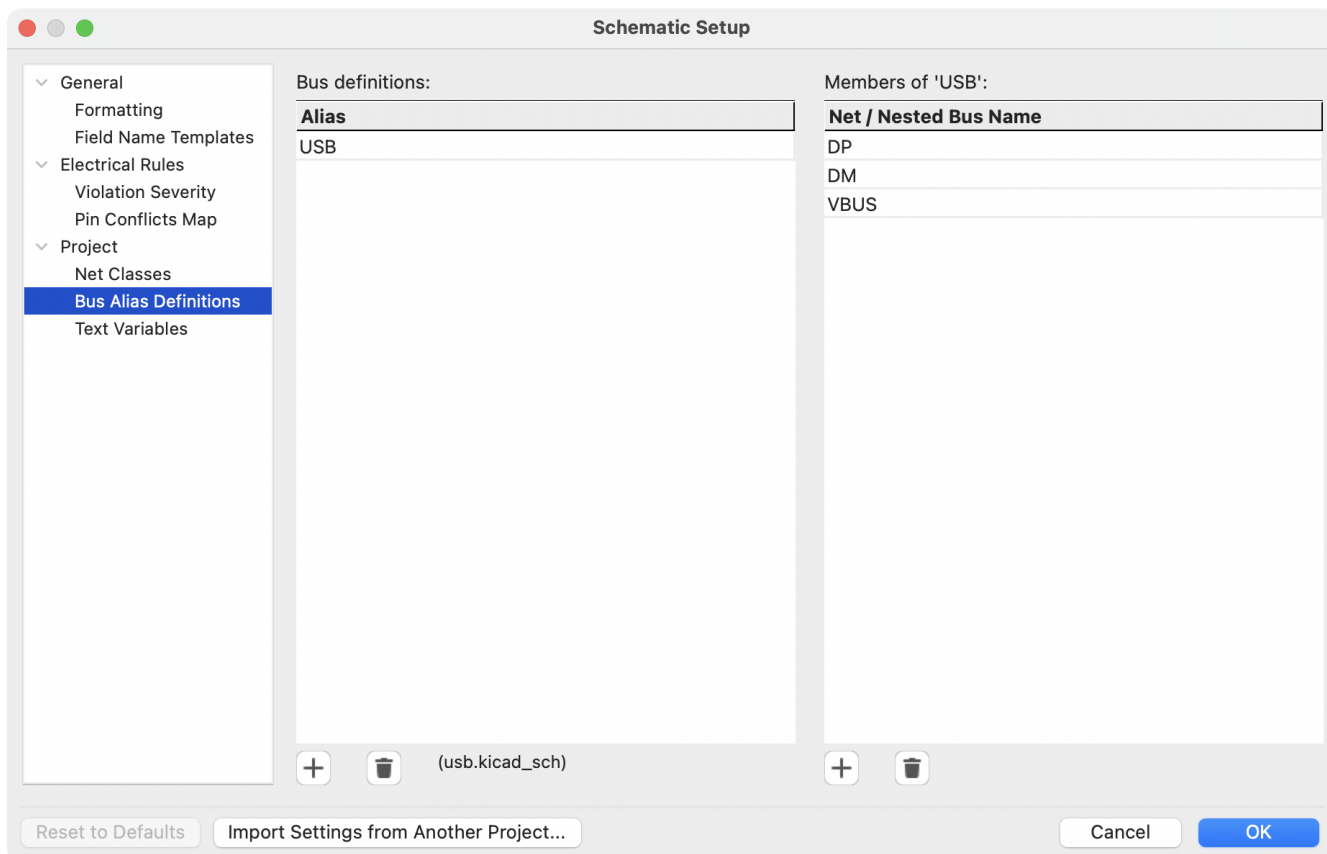 Schematic Setup
General
Formatting
Field Name Templates
Electrical Rules
Violation Severity
Pin Conflicts Map
Project
Net Classes
Bus Alias Definitions
Text Variables
Bus definitions:
Alias
USB
(usb.kicad_sch)
Members of 'USB':
Net / Nested Bus Name
DP
DM
VBUS
Reset to Defaults
Import Settings from Another Project...
Cancel
OK